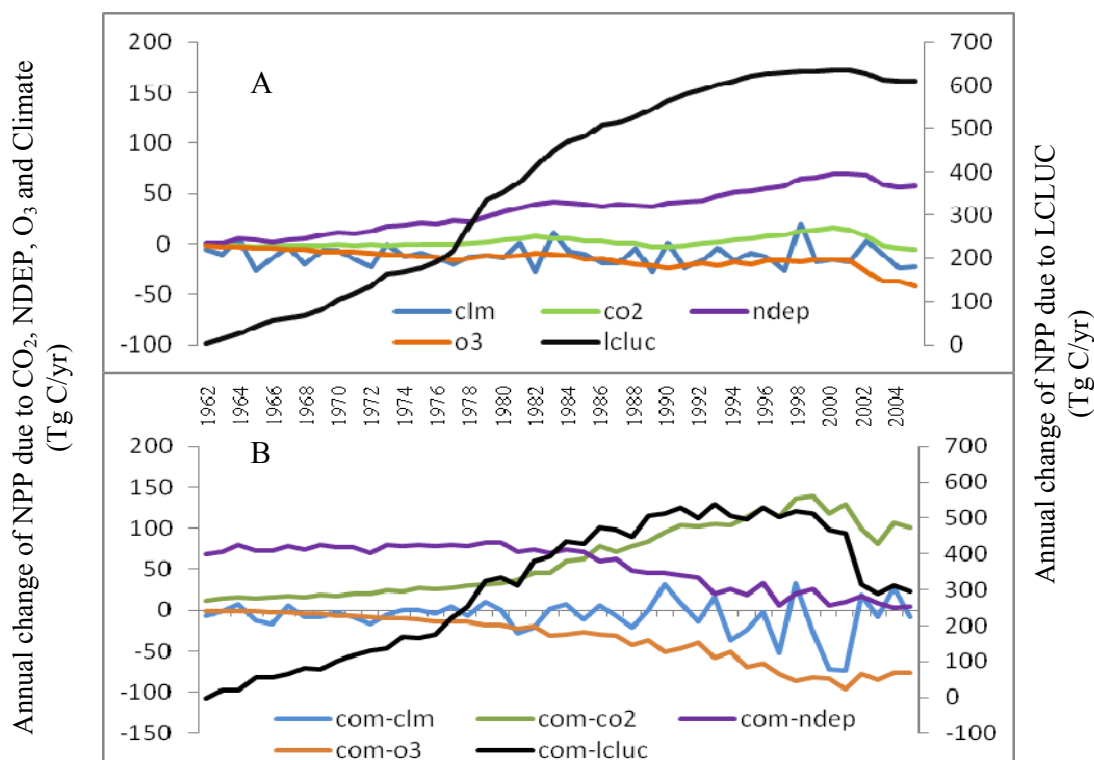 Annual change of NPP due to CO₂, NDEP, O₃ and Climate
(Tg C/yr)
A
200
150
100
50
0
-50
-100
700
600
500
400
300
200
100
0
clm co2 ndep
o3 lcluc
1962 1964 1966 1968 1970 1972 1974 1976 1978 1980 1982 1984 1986 1988 1990 1992 1994 1996 1998 2000 2002 2004
B
200
150
100
50
0
-50
-100
-150
700
600
500
400
300
200
100
0
-100
com-clm com-co2 com-ndep
com-o3 com-lcluc
Annual change of NPP due to LCLUC
(Tg C/yr)